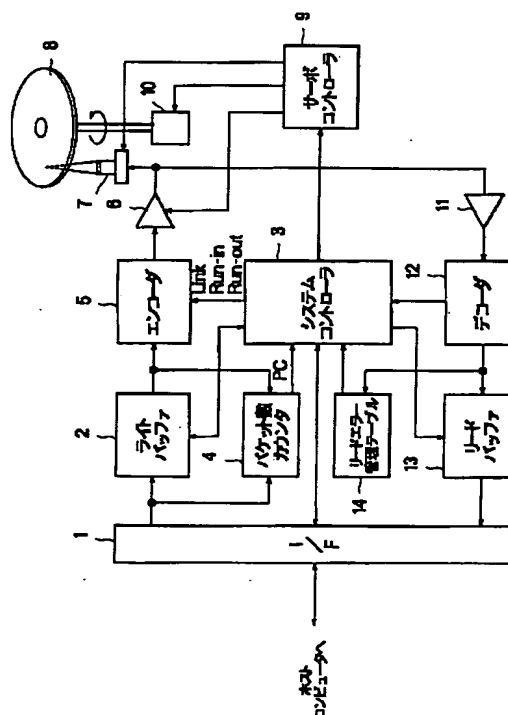 ホスト
コンピュータへ
1
I/F
2
ライト
バッファ
4
パケット数
カウンタ
PC
14
リードエラー
管理テーブル
13
リード
バッファ
5
エンコーダ
Link
Run-in
Run-out
3
システム
コントローラ
12
デコーダ
11
6
7
8
10
9
サーボ
コントローラ